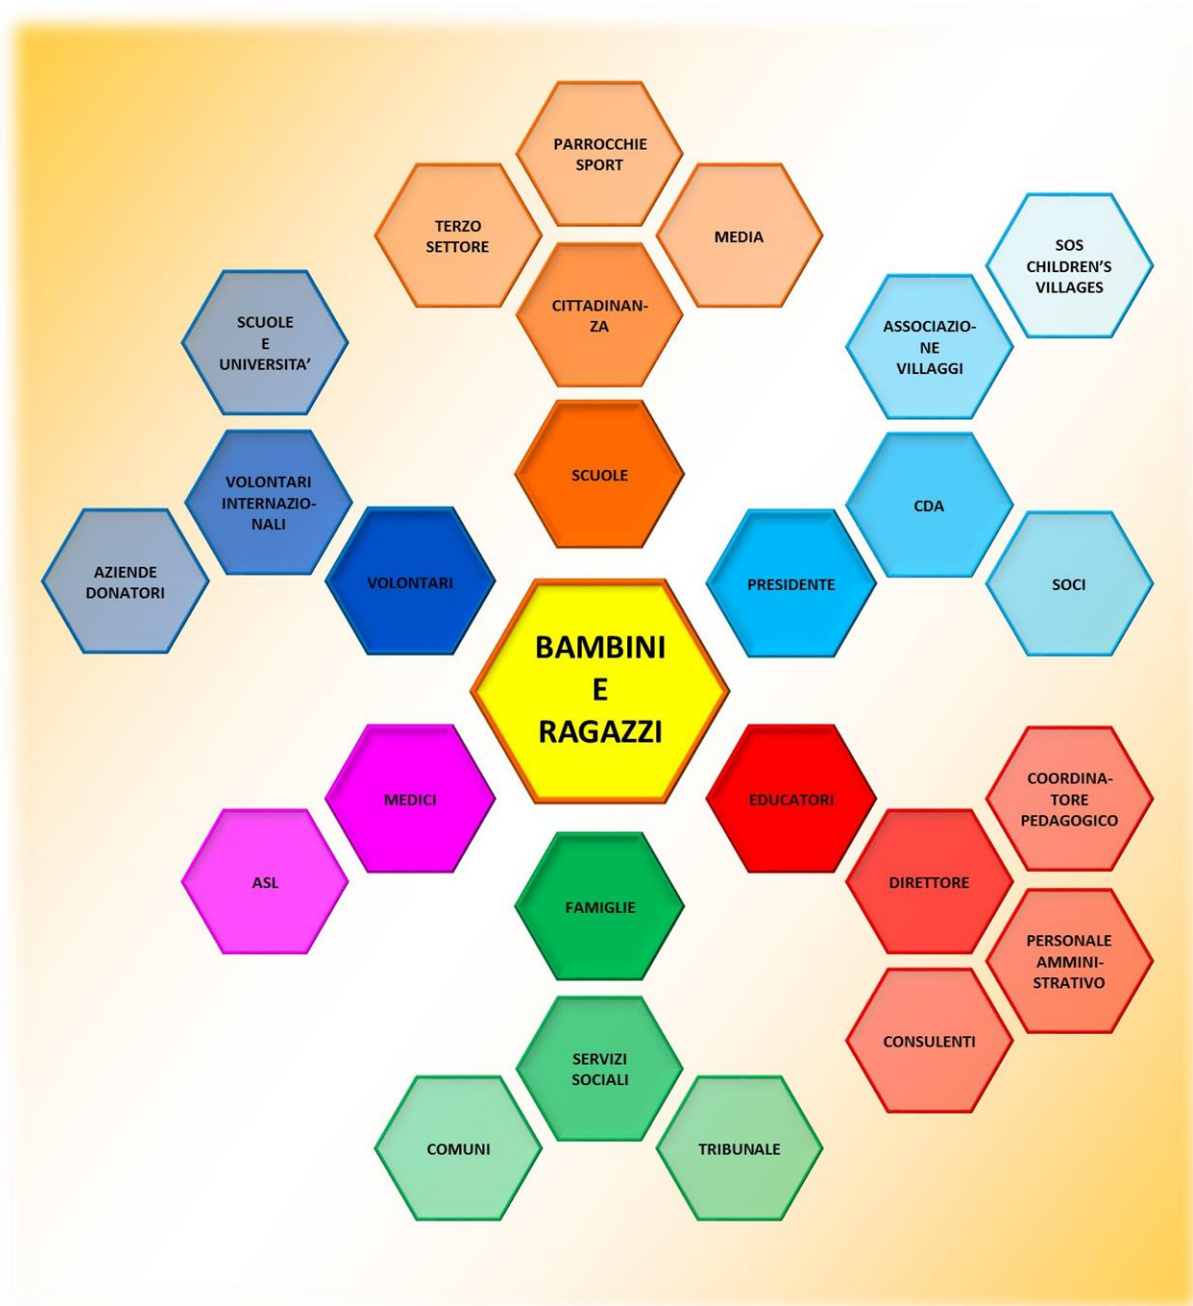 PARROCCHIE
SPORT
TERZO
SETTORE
MEDIA
CITTADINAN-
ZA
SCUOLE
SOS
CHILDREN'S
VILLAGES
ASSOCIAZIO-
NE
VILLAGGI
CDA
SOCI
PRESIDENTE
SCUOLE
E
UNIVERSITA’
VOLONTARI
INTERNAZIO-
NALI
AZIENDE
DONATORI
VOLONTARI
BAMBINI
E
RAGAZZI
MEDICI
ASL
EDUCATORI
COORDINA-
TORE
PEDAGOGICO
DIRETTORE
PERSONALE
AMMINI-
STRATIVO
CONSULENTI
FAMIGLIE
SERVIZI
SOCIALI
COMUNI
TRIBUNALE